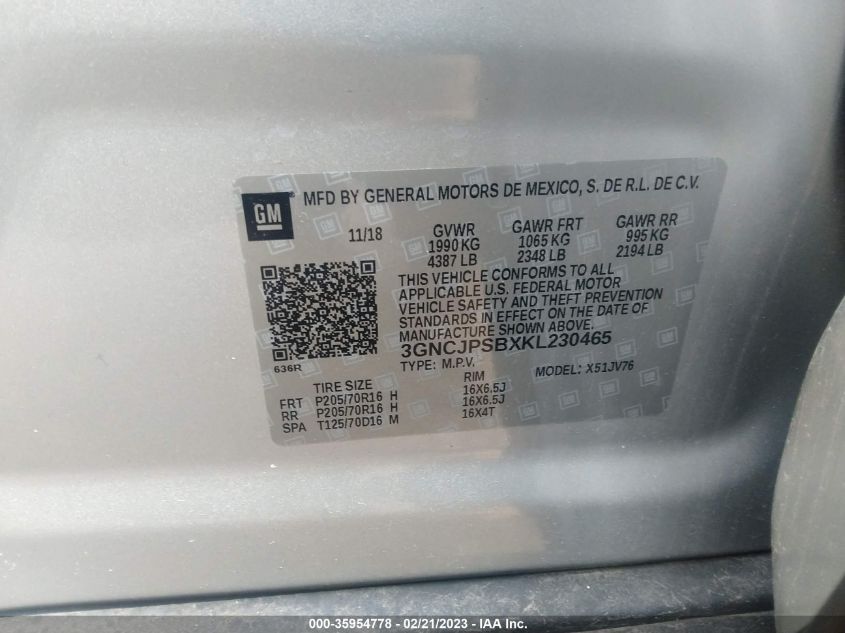 GM ®
MFD BY GENERAL MOTORS DE MEXICO, S. DE R.L. DE C.V.
11/18 GVWR GAWR FRT GAWR RR
1990 KG 1065 KG 995 KG
4387 LB 2348 LB 2194 LB
THIS VEHICLE CONFORMS TO ALL
APPLICABLE U.S. FEDERAL MOTOR
VEHICLE SAFETY AND THEFT PREVENTION
STANDARDS IN EFFECT ON THE DATE OF
MANUFACTURE SHOWN ABOVE.
3GNCJPSBXKL230465
636R
TYPE: M.P.V. MODEL: X51JV76
TIRE SIZE RIM
FRT P205/70R16 H 16X6.5J
RR P205/70R16 H 16X6.5J
SPA T125/70D16 M 16X4T
000-35954778 - 02/21/2023 - © IAA, Inc.